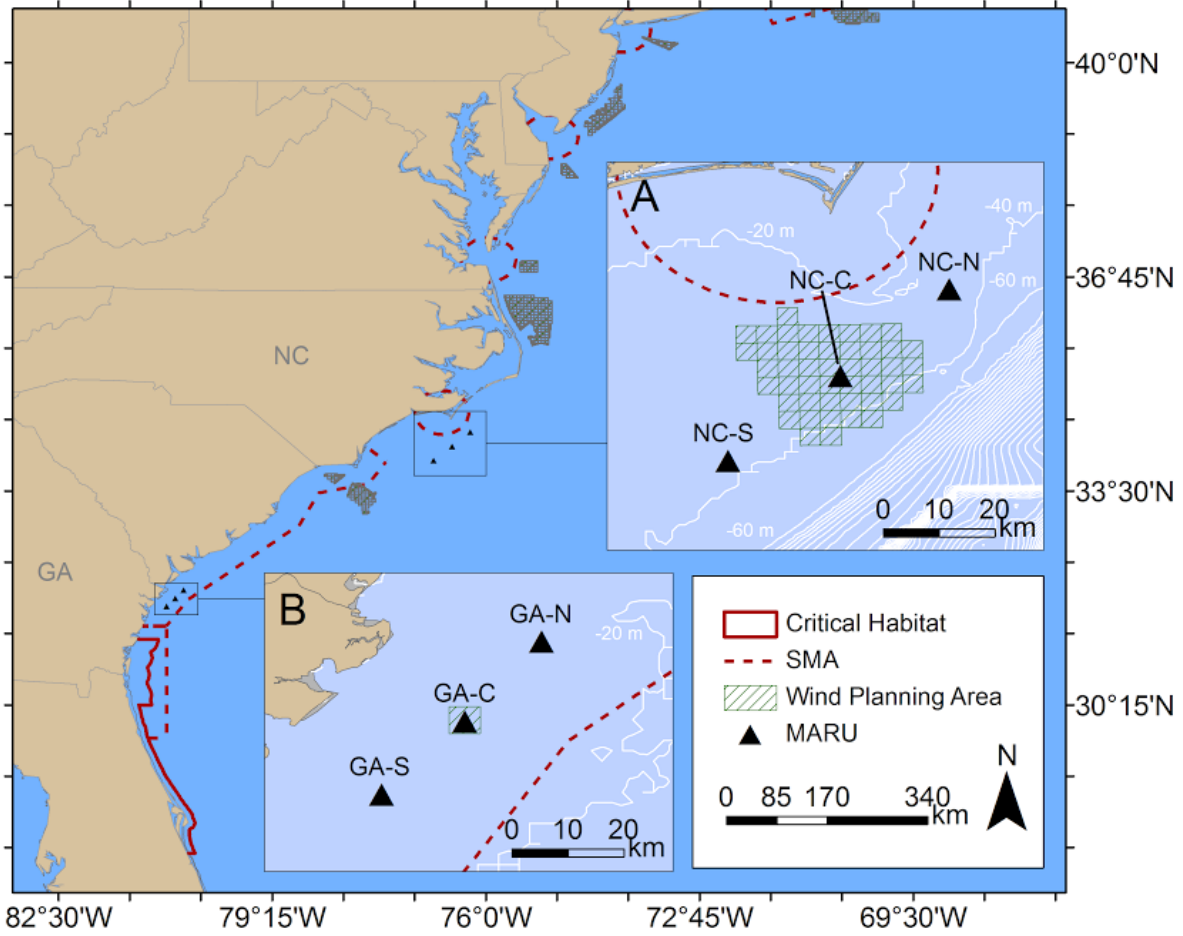 40°0'N
A
-40 m
-20 m
NC-N
36°45'N
NC-C
-60 m
NC
NC-S
33°30'N
0 10 20
km
-60 m
GA
B
GA-N
-20 m
Critical Habitat
SMA
GA-C
Wind Planning Area
30°15'N
MARU
GA-S
N
0 85 170 340
km
0 10 20
km
82°30'W 79°15'W 76°0'W 72°45'W 69°30'W